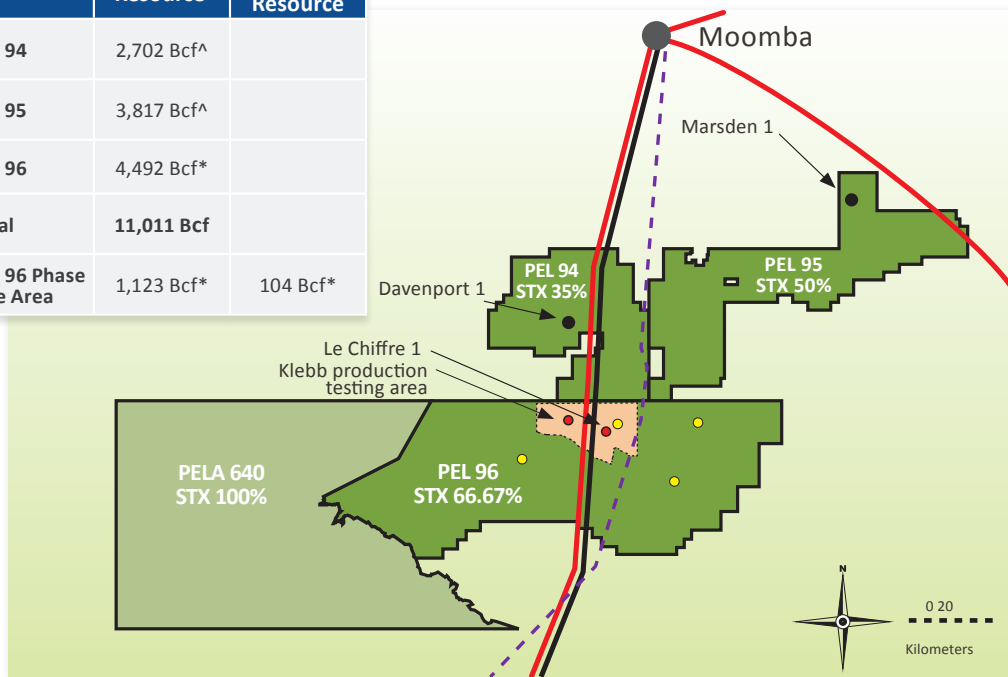 Resource
94 2,702 Bcf^
95 3,817 Bcf^
96 4,492 Bcf*
11,011 Bcf
96 Phase
Area 1,123 Bcf* 104 Bcf*
Moomba
Marsden 1
PEL 94
STX 35%
PEL 95
STX 50%
Davenport 1
Le Chiffre 1
Klebb production
testing area
PELA 640
STX 100%
PEL 96
STX 66.67%
N
0 20
Kilometers